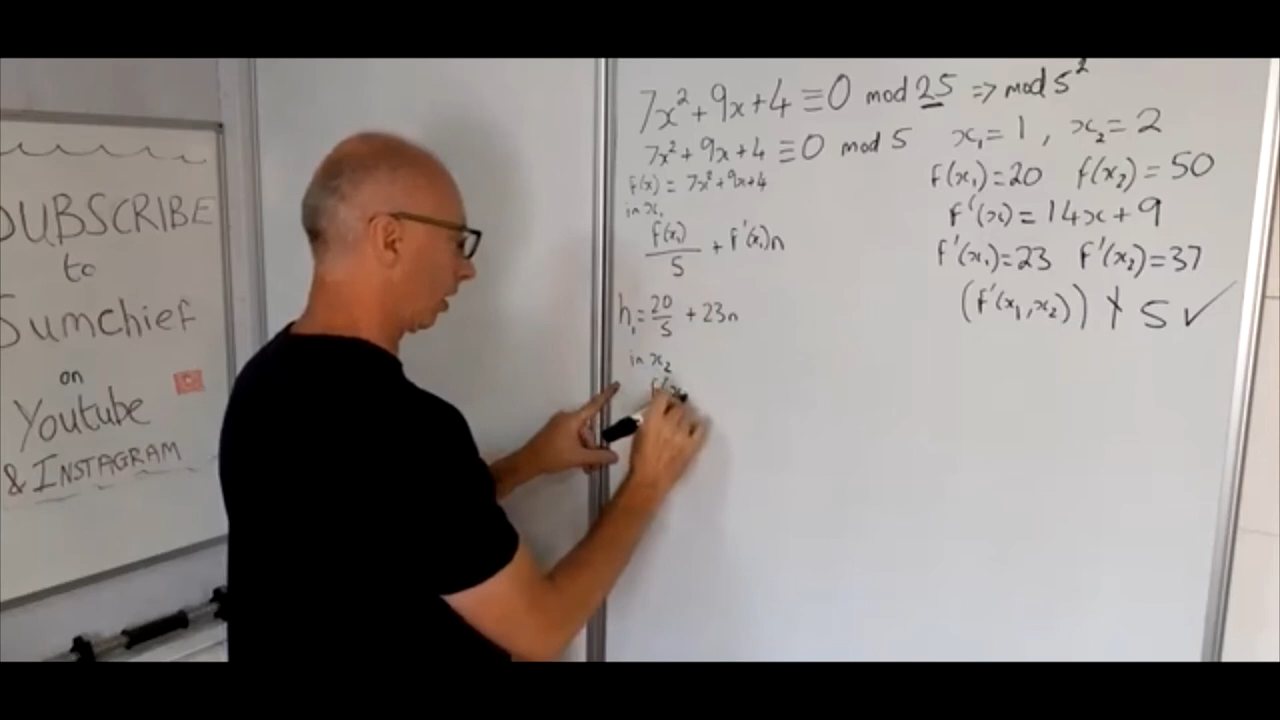 SUBSCRIBE
to
Sumchief
on
Youtube
& INSTAGRAM
7x²+9x+4≡0 mod 25 => mod 5²
7x²+9x+4≡0 mod 5
f(x) = 7x²+9x+4
in x₁
f(x₁)/5 + f'(x₁)n
h₁=20/5 + 23n
in x₂
x₁=1, x₂=2
f(x₁)=20 f(x₂)=50
f'(x)=14x+9
f'(x₁)=23 f'(x₂)=37
(f'(x₁,x₂)) ∤ 5 ✓